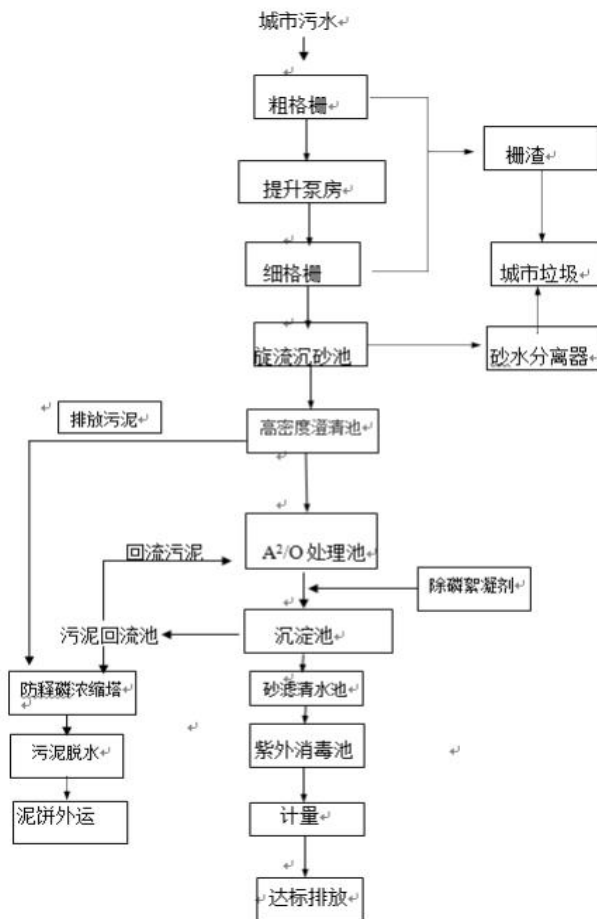 城市污水
粗格栅
栅渣
提升泵房
细格栅
城市垃圾
旋流沉砂池
砂水分离器
排放污泥
高密度澄清池
回流污泥
A²/O 处理池
除磷絮凝剂
污泥回流池
沉淀池
防释磷浓缩塔
砂滤清水池
污泥脱水
紫外消毒池
泥饼外运
计量
达标排放